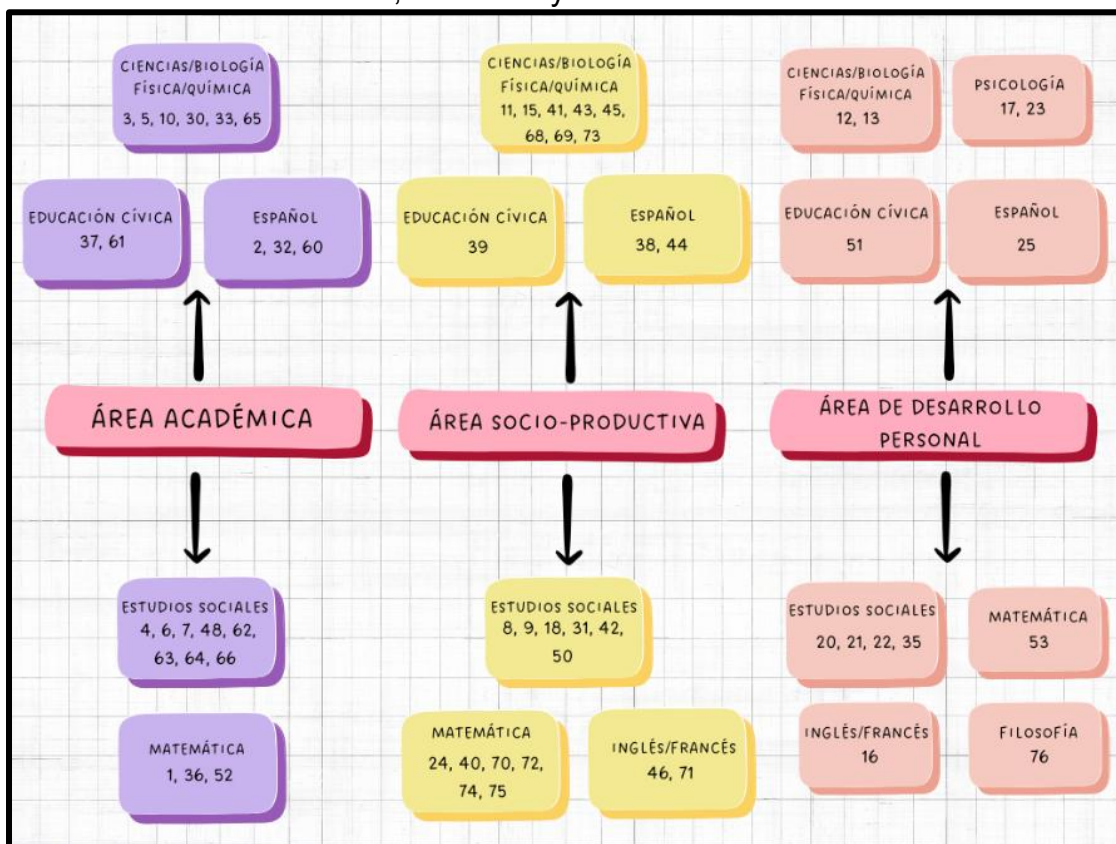 CIENCIAS/BIOLOGÍA
FÍSICA/QUÍMICA
3, 5, 10, 30, 33, 65
EDUCACIÓN CÍVICA
37, 61
ESPAÑOL
2, 32, 60
ÁREA ACADÉMICA
ESTUDIOS SOCIALES
4, 6, 7, 48, 62,
63, 64, 66
MATEMÁTICA
1, 36, 52
CIENCIAS/BIOLOGÍA
FÍSICA/QUÍMICA
11, 15, 41, 43, 45,
68, 69, 73
EDUCACIÓN CÍVICA
39
ESPAÑOL
38, 44
ÁREA SOCIO-PRODUCTIVA
ESTUDIOS SOCIALES
8, 9, 18, 31, 42,
50
MATEMÁTICA
24, 40, 70, 72,
74, 75
INGLÉS/FRANCÉS
46, 71
CIENCIAS/BIOLOGÍA
FÍSICA/QUÍMICA
12, 13
PSICOLOGÍA
17, 23
EDUCACIÓN CÍVICA
51
ESPAÑOL
25
ÁREA DE DESARROLLO
PERSONAL
ESTUDIOS SOCIALES
20, 21, 22, 35
MATEMÁTICA
53
INGLÉS/FRANCÉS
16
FILOSOFÍA
76